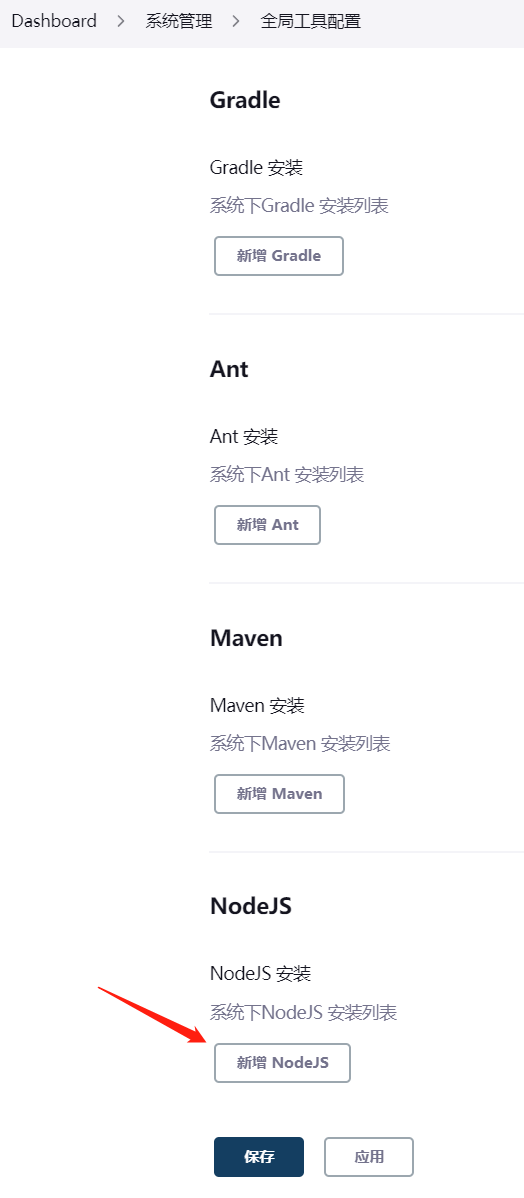 Dashboard > 系统管理 > 全局工具配置
Gradle
Gradle 安装
系统下Gradle 安装列表
新增 Gradle
Ant
Ant 安装
系统下Ant 安装列表
新增 Ant
Maven
Maven 安装
系统下Maven 安装列表
新增 Maven
NodeJS
NodeJS 安装
系统下NodeJS 安装列表
新增 NodeJS
保存 应用